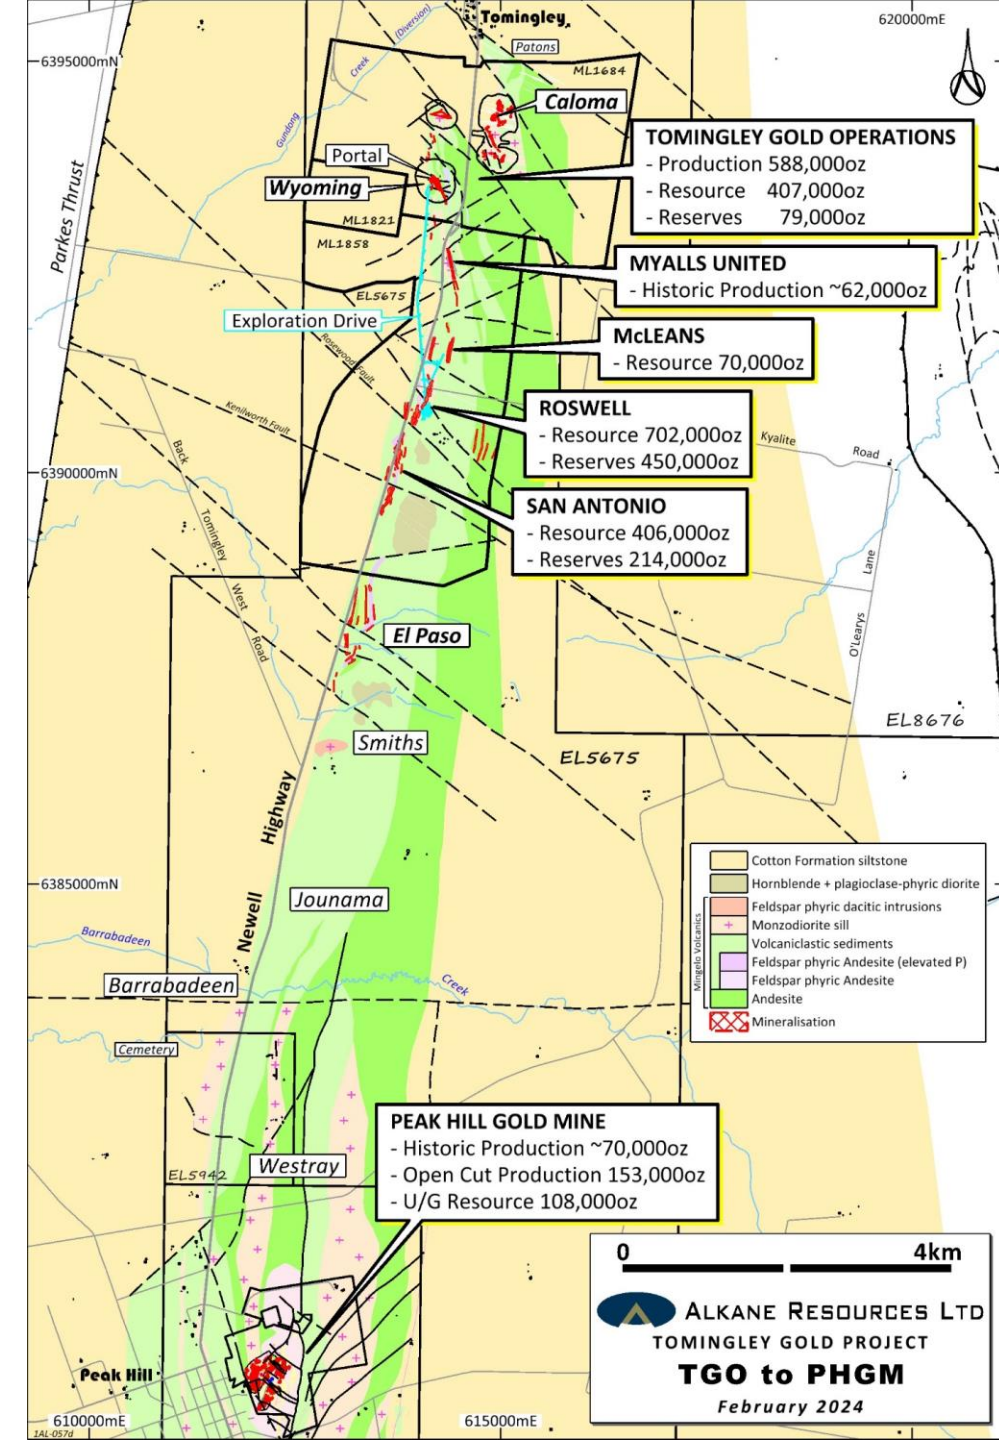 Tomingley
620000mE
(Diversion)
Patons
6395000mN
Creek
ML1684
Caloma
Gundong
TOMINGLEY GOLD OPERATIONS
- Production 588,000oz
- Resource 407,000oz
- Reserves 79,000oz
Portal
Wyoming
Parkes Thrust
ML1821
ML1858
MYALLS UNITED
- Historic Production ~62,000oz
EL5675
Exploration Drive
McLEANS
- Resource 70,000oz
Rosewood Fault
Kenilworth Fault
ROSWELL
- Resource 702,000oz
- Reserves 450,000oz
Kyalite Road
Back Tomingley West Road
6390000mN
SAN ANTONIO
- Resource 406,000oz
- Reserves 214,000oz
O'Learys Lane
El Paso
EL8676
Smiths
EL5675
Newell Highway
Cotton Formation siltstone
Hornblende + plagioclase-phyric diorite
Feldspar phyric dacitic intrusions
Monzodiorite sill
Volcaniclastic sediments
Feldspar phyric Andesite (elevated P)
Feldspar phyric Andesite
Andesite
Mingelo Volcanics
Mineralisation
6385000mN
Jounama
Barrabadeen
Creek
Barrabadeen
Cemetery
PEAK HILL GOLD MINE
- Historic Production ~70,000oz
- Open Cut Production 153,000oz
- U/G Resource 108,000oz
Westray
EL5942
0 4km
ALKANE RESOURCES LTD
TOMINGLEY GOLD PROJECT
TGO to PHGM
February 2024
Peak Hill
610000mE
615000mE
1AL-057d